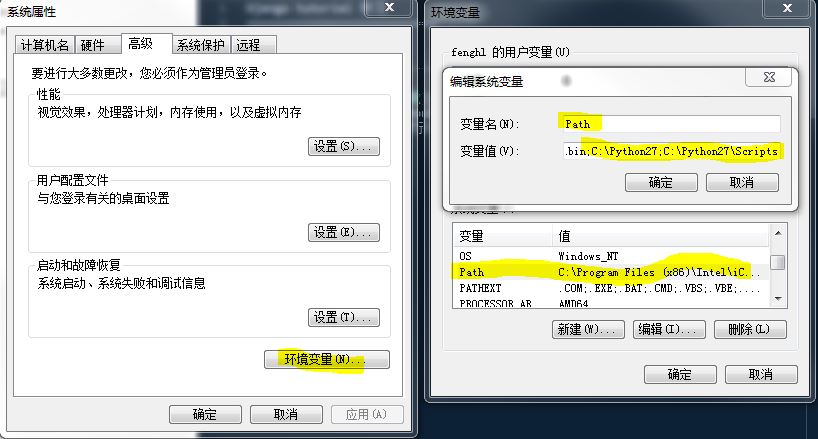 Django tutorial
系统属性
计算机名
硬件
高级
系统保护
远程
要进行大多数更改，您必须作为管理员登录。
性能
视觉效果，处理器计划，内存使用，以及虚拟内存
设置(S)...
用户配置文件
与您登录有关的桌面设置
设置(E)...
启动和故障恢复
系统启动、系统失败和调试信息
设置(T)...
环境变量(N)...
确定
取消
应用(A)
环境变量
fenghl 的用户变量(U)
编辑系统变量
变量名(N):
Path
变量值(V):
.bin;C:\Python27;C:\Python27\Scripts
确定
取消
变量 值
OS Windows_NT
Path C:\Program Files (x86)\Intel\iC...
PATHEXT .COM;.EXE;.BAT;.CMD;.VBS;.VBE;....
PROCESSOR_AR AMD64
新建(W)...
编辑(I)...
删除(L)
确定
取消